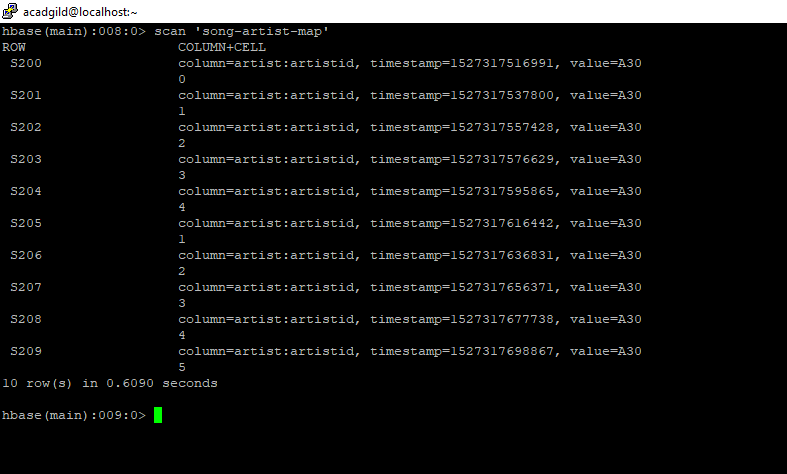 acadgild@localhost:~
hbase(main):008:0> scan 'song-artist-map'
ROW                   COLUMN+CELL
 S200                 column=artist:artistid, timestamp=1527317516991, value=A30
                      0
 S201                 column=artist:artistid, timestamp=1527317537800, value=A30
                      1
 S202                 column=artist:artistid, timestamp=1527317557428, value=A30
                      2
 S203                 column=artist:artistid, timestamp=1527317576629, value=A30
                      3
 S204                 column=artist:artistid, timestamp=1527317595865, value=A30
                      4
 S205                 column=artist:artistid, timestamp=1527317616442, value=A30
                      1
 S206                 column=artist:artistid, timestamp=1527317636831, value=A30
                      2
 S207                 column=artist:artistid, timestamp=1527317656371, value=A30
                      3
 S208                 column=artist:artistid, timestamp=1527317677738, value=A30
                      4
 S209                 column=artist:artistid, timestamp=1527317698867, value=A30
                      5
10 row(s) in 0.6090 seconds
hbase(main):009:0>